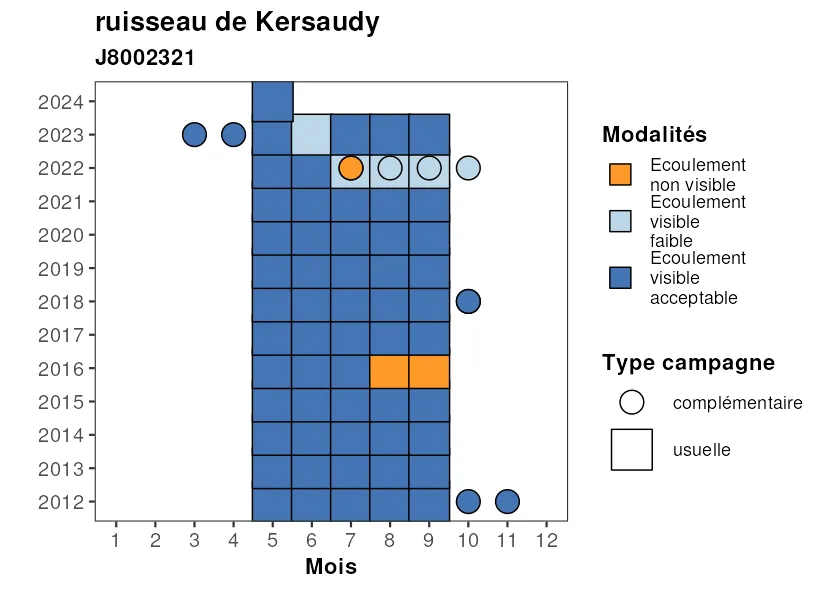 ruisseau de Kersaudy
J8002321
2024
2023
2022
2021
2020
2019
2018
2017
2016
2015
2014
2013
2012
1 2 3 4 5 6 7 8 9 10 11 12
Mois
Modalités
Ecoulement
non visible
Ecoulement
visible
faible
Ecoulement
visible
acceptable
Type campagne
complémentaire
usuelle